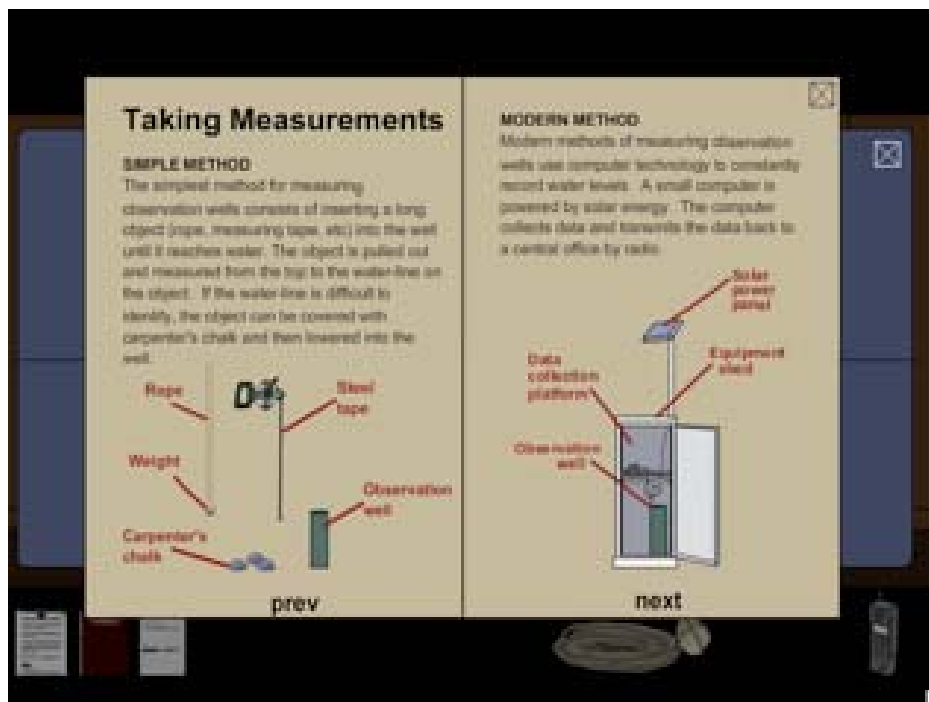 Taking Measurements
SIMPLE METHOD
The simplest method for measuring
observation wells consists of inserting a long
object (rope, measuring tape, etc) into the well
until it reaches water. The object is pulled out
and measured from the top to the water-line on
the object. If the water-line is difficult to
identify, the object can be covered with
carpenter's chalk and then lowered into the
well.
Rope
Steel
tape
Weight
Observation
well
Carpenter's
chalk
prev
MODERN METHOD
Modern methods of measuring observation
wells use computer technology to constantly
record water levels. A small computer is
powered by solar energy. The computer
collects data and transmits the data back to
a central office by radio.
Solar
power
panel
Equipment
shed
Data
collection
platform
Observation
well
next